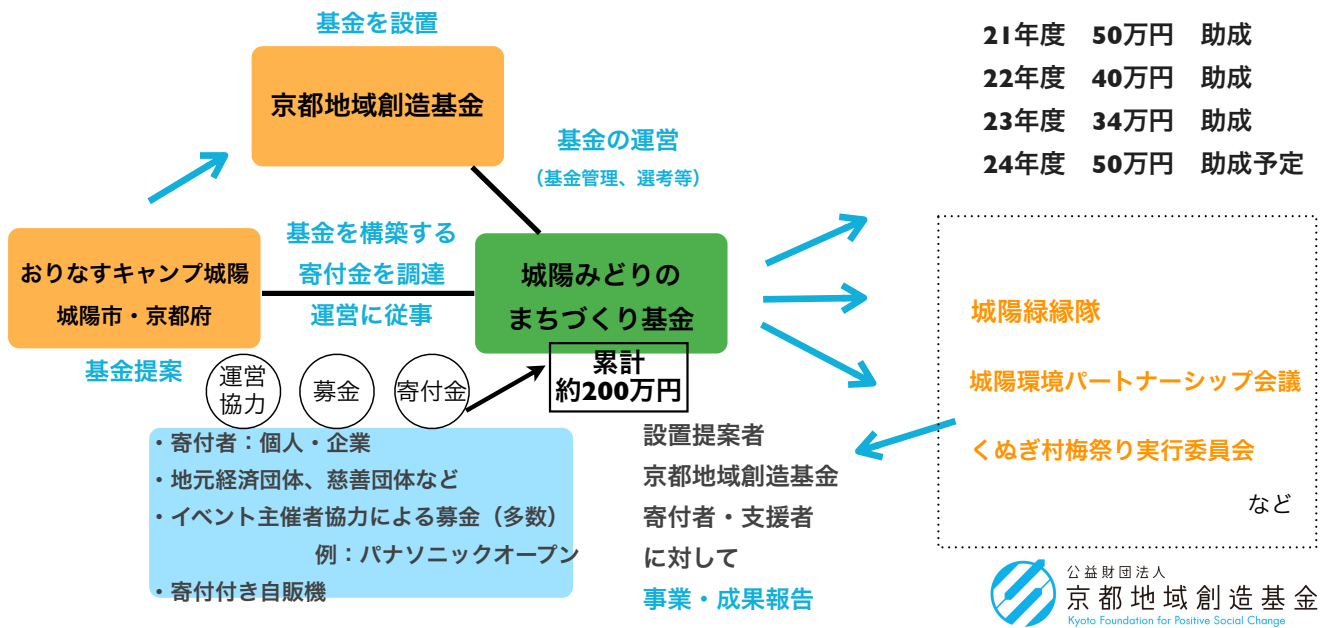 基金を設置
京都地域創造基金
21年度 50万円 助成
22年度 40万円 助成
23年度 34万円 助成
24年度 50万円 助成予定
基金の運営
（基金管理、選考等）
おりなすキャンプ城陽
城陽市・京都府
基金提案
基金を構築する
寄付金を調達
運営に従事
城陽みどりの
まちづくり基金
累計
約200万円
運営
協力
募金
寄付金
・寄付者：個人・企業
・地元経済団体、慈善団体など
・イベント主催者協力による募金（多数）
例：パナソニックオープン
・寄付付き自販機
設置提案者
京都地域創造基金
寄付者・支援者
に対して
事業・成果報告
城陽緑縁隊
城陽環境パートナーシップ会議
くぬぎ村梅祭り実行委員会
など
公益財団法人
京都地域創造基金
Kyoto Foundation for Positive Social Change